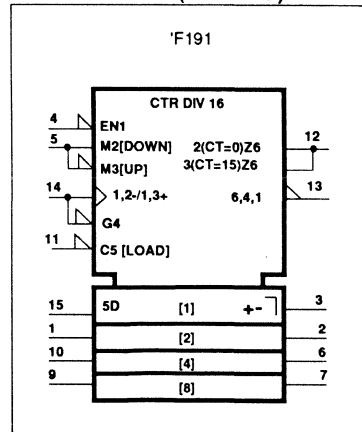 'F191
CTR DIV 16
4 EN1
5 M2[DOWN] 2(CT=0)Z6 12
M3[UP] 3(CT=15)Z6
14 1,2-/1,3+ 6,4,1 13
G4
11 C5 [LOAD]
15 5D [1] +- 3
1 [2] 2
10 [4] 6
9 [8] 7